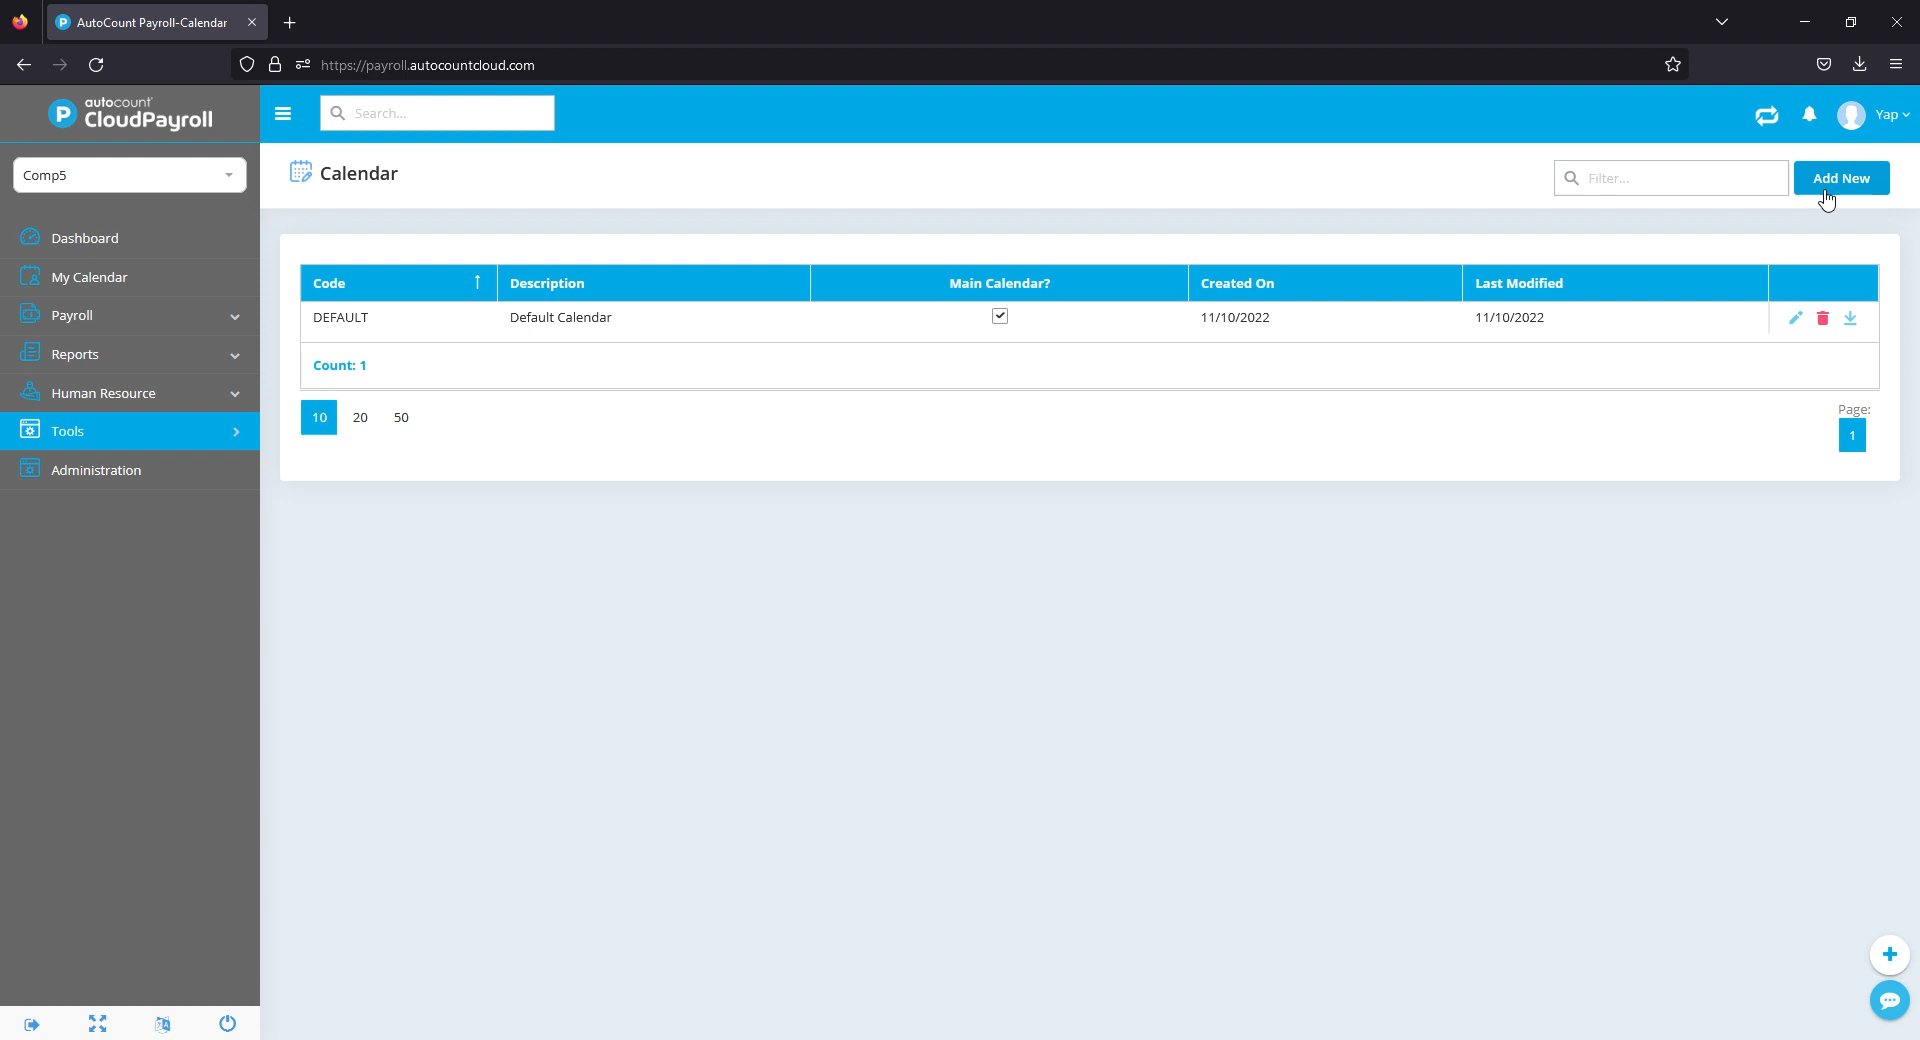 AutoCount Payroll-Calendar
https://payroll.autocountcloud.com
autocount
CloudPayroll
Search...
Yap
Comp5
Calendar
Filter...
Add New
Dashboard
My Calendar
Payroll
Reports
Human Resource
Tools
Administration
Code Description Main Calendar? Created On Last Modified
DEFAULT Default Calendar 11/10/2022 11/10/2022
Count: 1
10 20 50
Page:
1